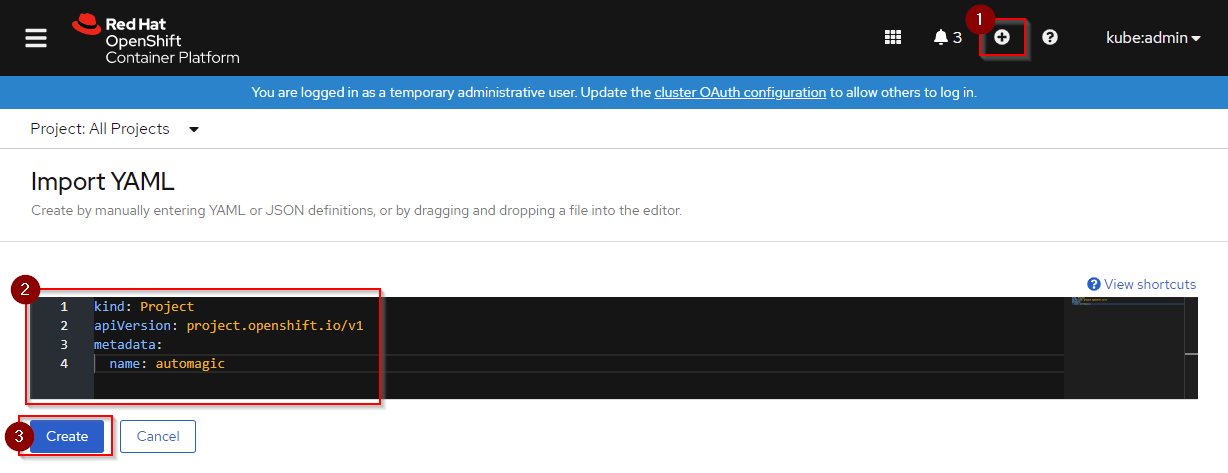 Red Hat
OpenShift
Container Platform
1
3
kube:admin
You are logged in as a temporary administrative user. Update the cluster OAuth configuration to allow others to log in.
Project: All Projects
Import YAML
Create by manually entering YAML or JSON definitions, or by dragging and dropping a file into the editor.
View shortcuts
2
1 kind: Project
2 apiVersion: project.openshift.io/v1
3 metadata:
4 name: automagic
3
Create Cancel